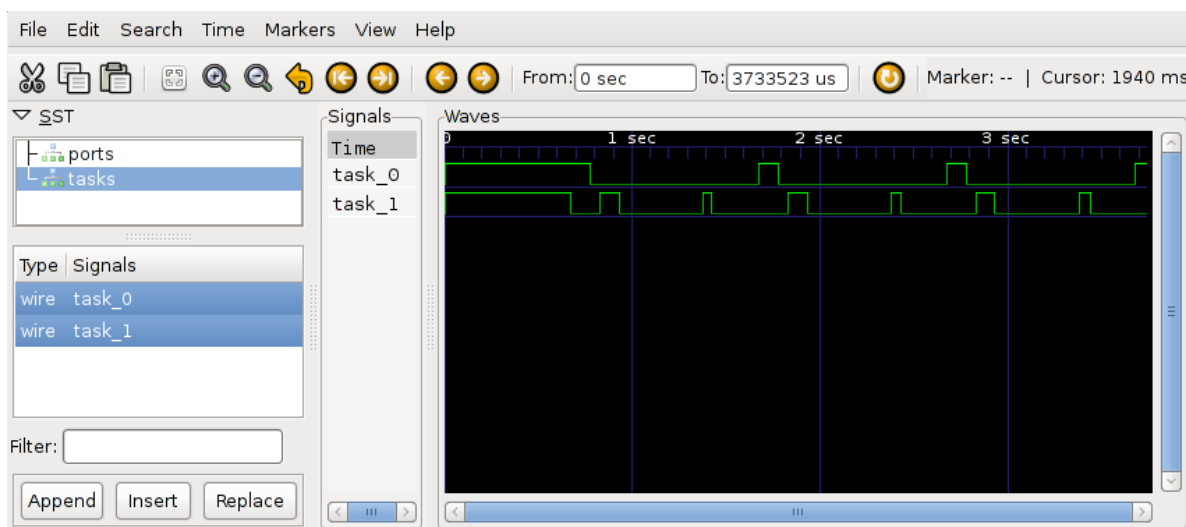 File Edit Search Time Markers View Help
From: 0 sec To: 3733523 us Marker: -- | Cursor: 1940 ms
SST
ports
tasks
Type Signals
wire task_0
wire task_1
Filter:
Append Insert Replace
Signals
Time
task_0
task_1
Waves
0 1 sec 2 sec 3 sec